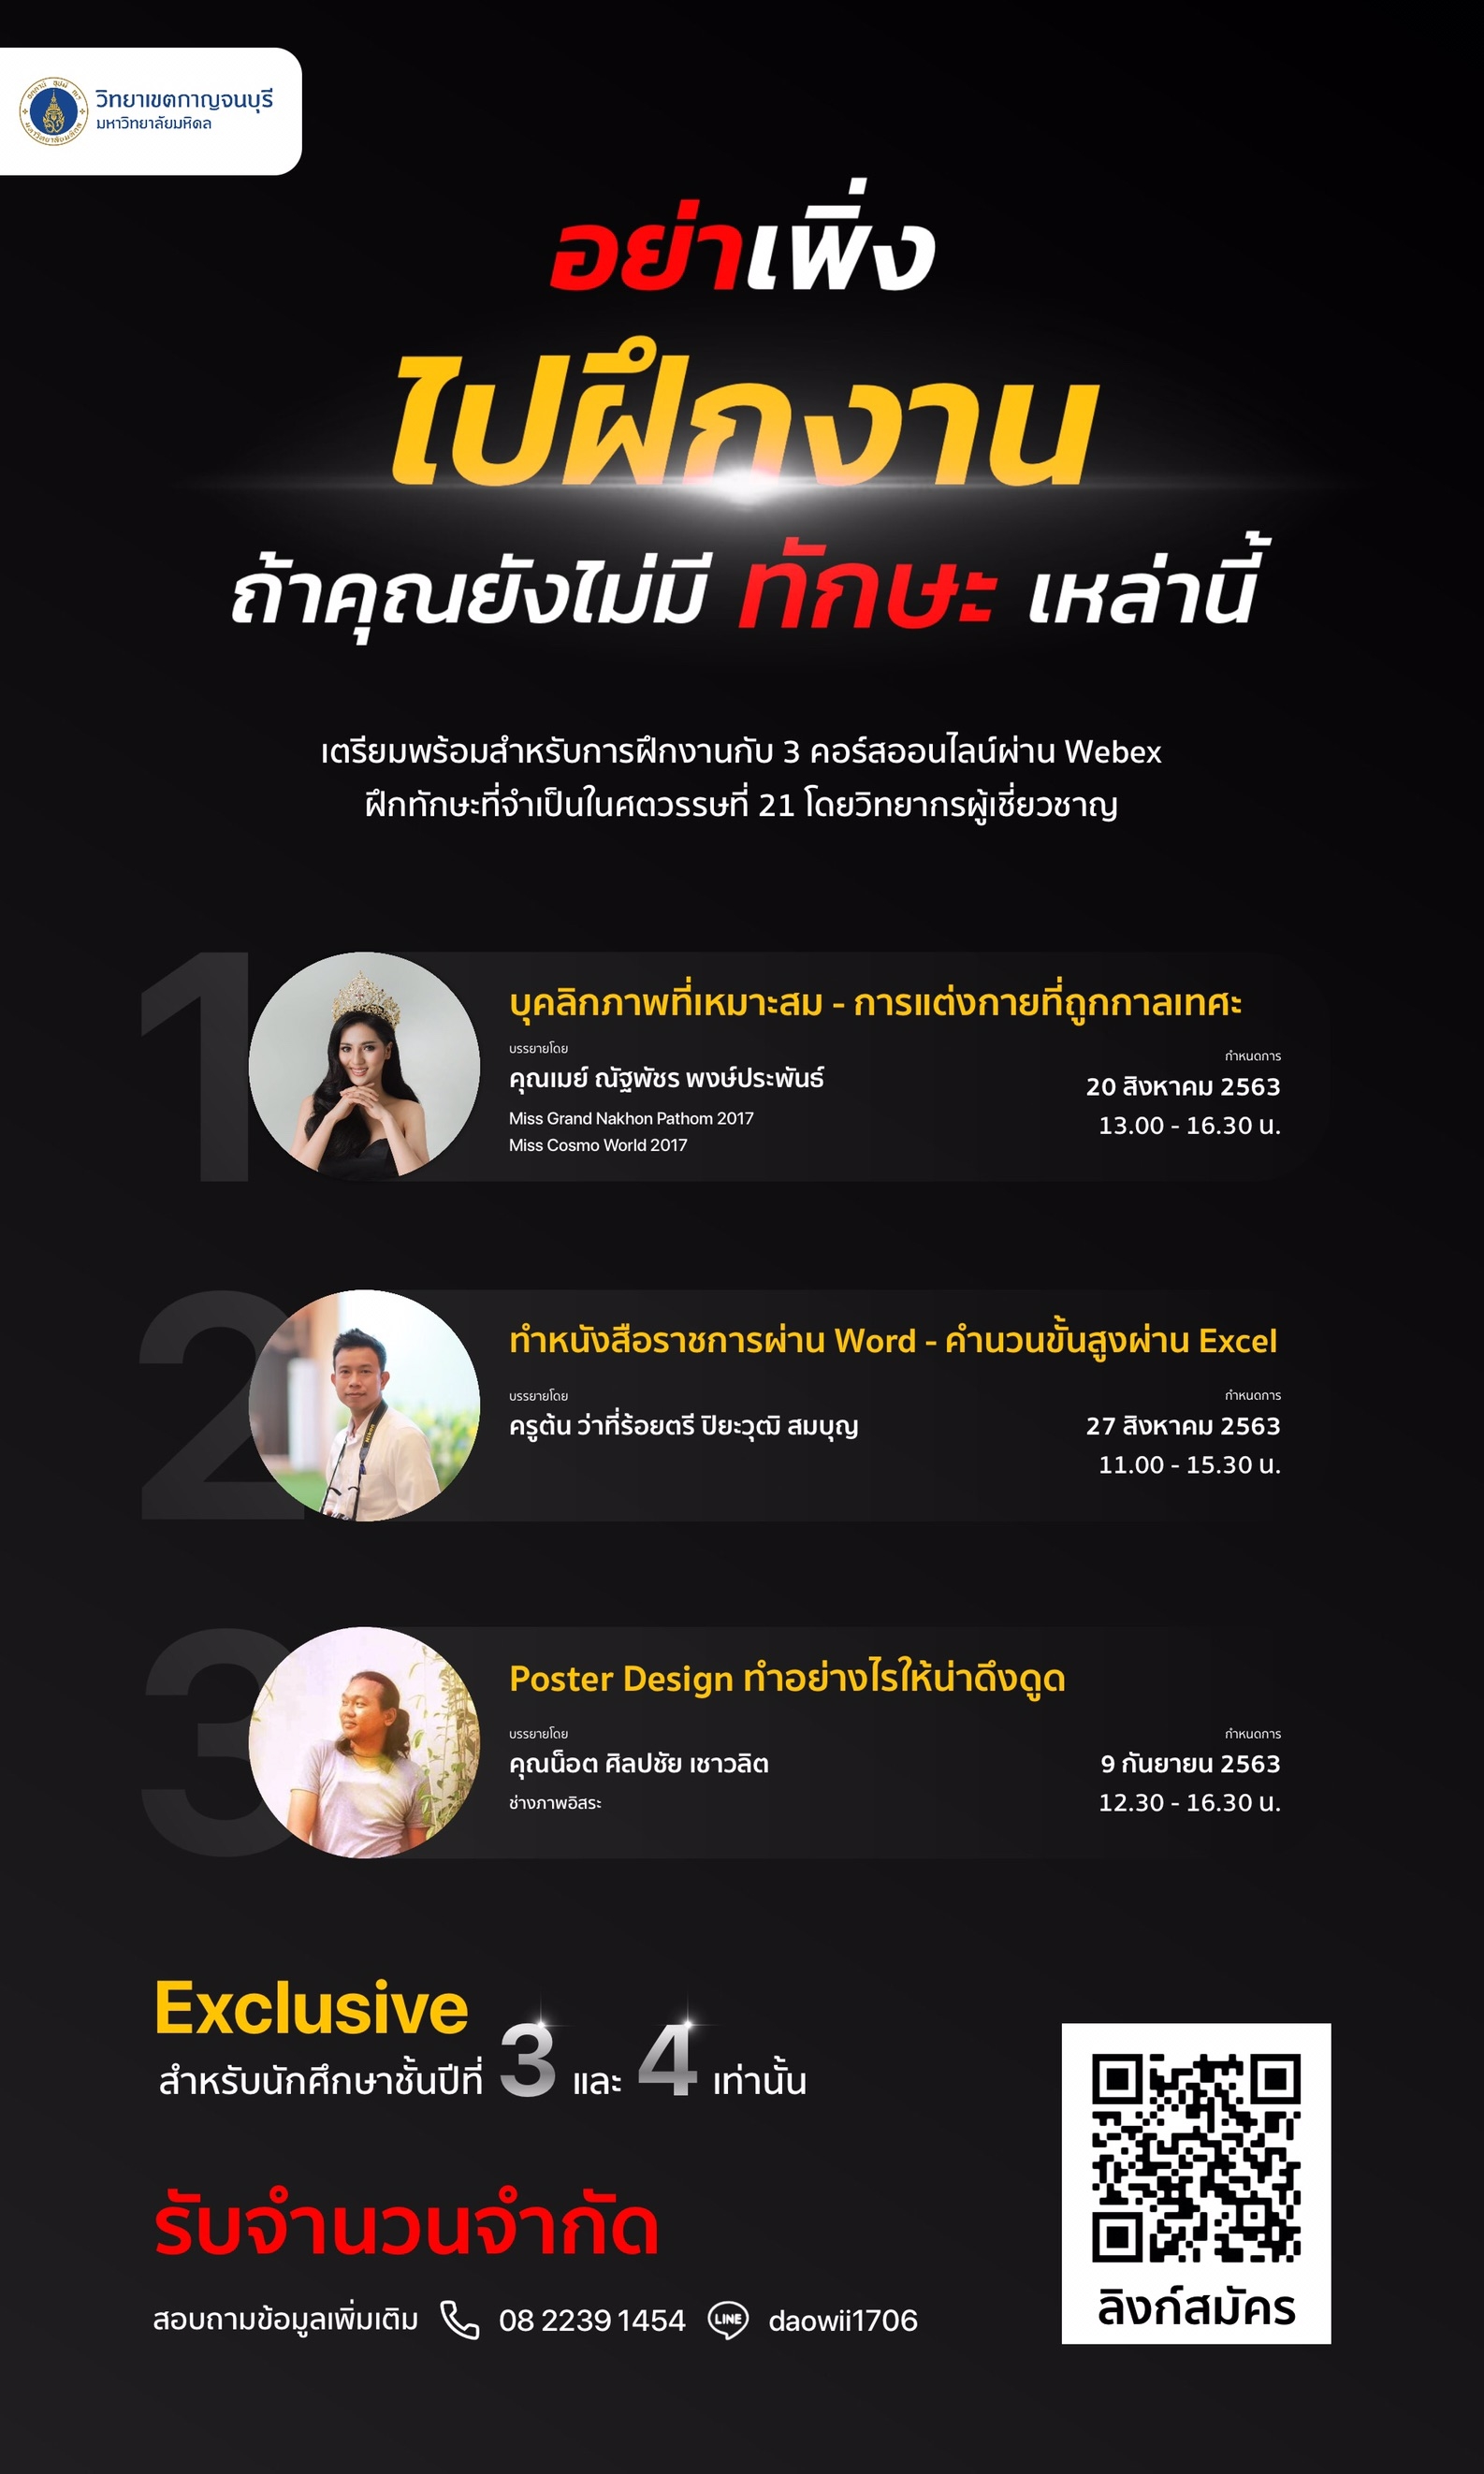 วิทยาเขตกาญจนบุรี
มหาวิทยาลัยมหิดล
อย่าเพิ่ง
ไปฝึกงาน
ถ้าคุณยังไม่มี ทักษะ เหล่านี้
เตรียมพร้อมสำหรับการฝึกงานกับ 3 คอร์สออนไลน์ผ่าน Webex
ฝึกทักษะที่จำเป็นในศตวรรษที่ 21 โดยวิทยากรผู้เชี่ยวชาญ
1
บุคลิกภาพที่เหมาะสม - การแต่งกายที่ถูกกาลเทศะ
บรรยายโดย
คุณเมย์ ณัฐพัชร พงษ์ประพันธ์
Miss Grand Nakhon Pathom 2017
Miss Cosmo World 2017
กำหนดการ
20 สิงหาคม 2563
13.00 - 16.30 น.
2
ทำหนังสือราชการผ่าน Word - คำนวนขั้นสูงผ่าน Excel
บรรยายโดย
ครูต้น ว่าที่ร้อยตรี ปิยะวุฒิ สมบุญ
กำหนดการ
27 สิงหาคม 2563
11.00 - 15.30 น.
3
Poster Design ทำอย่างไรให้น่าดึงดูด
บรรยายโดย
คุณน็อต ศิลปชัย เชาวลิต
ช่างภาพอิสระ
กำหนดการ
9 กันยายน 2563
12.30 - 16.30 น.
Exclusive
สำหรับนักศึกษาชั้นปีที่ 3 และ 4 เท่านั้น
รับจำนวนจำกัด
สอบถามข้อมูลเพิ่มเติม 08 2239 1454 LINE daowii1706
ลิงก์สมัคร